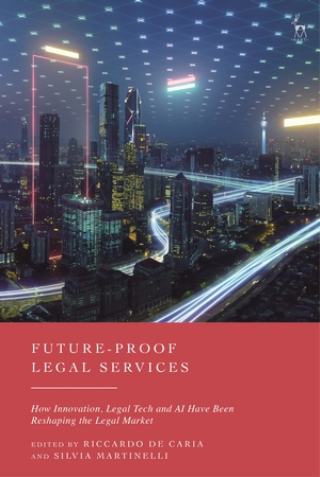 FUTURE-PROOF
LEGAL SERVICES
How Innovation, Legal Tech and AI Have Been
Reshaping the Legal Market
EDITED BY RICCARDO DE CARIA
AND SILVIA MARTINELLI